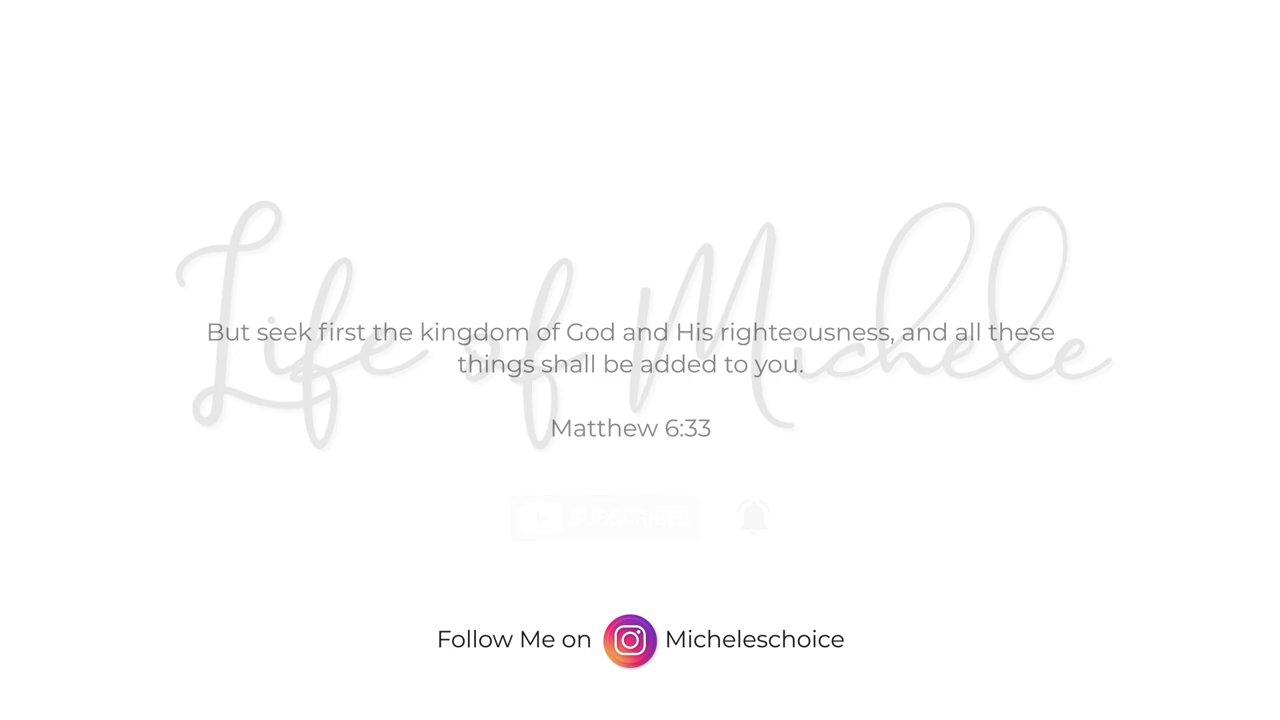 Life of Michele
But seek first the kingdom of God and His righteousness, and all these
things shall be added to you.
Matthew 6:33
SUBSCRIBED
Follow Me on Micheleschoice